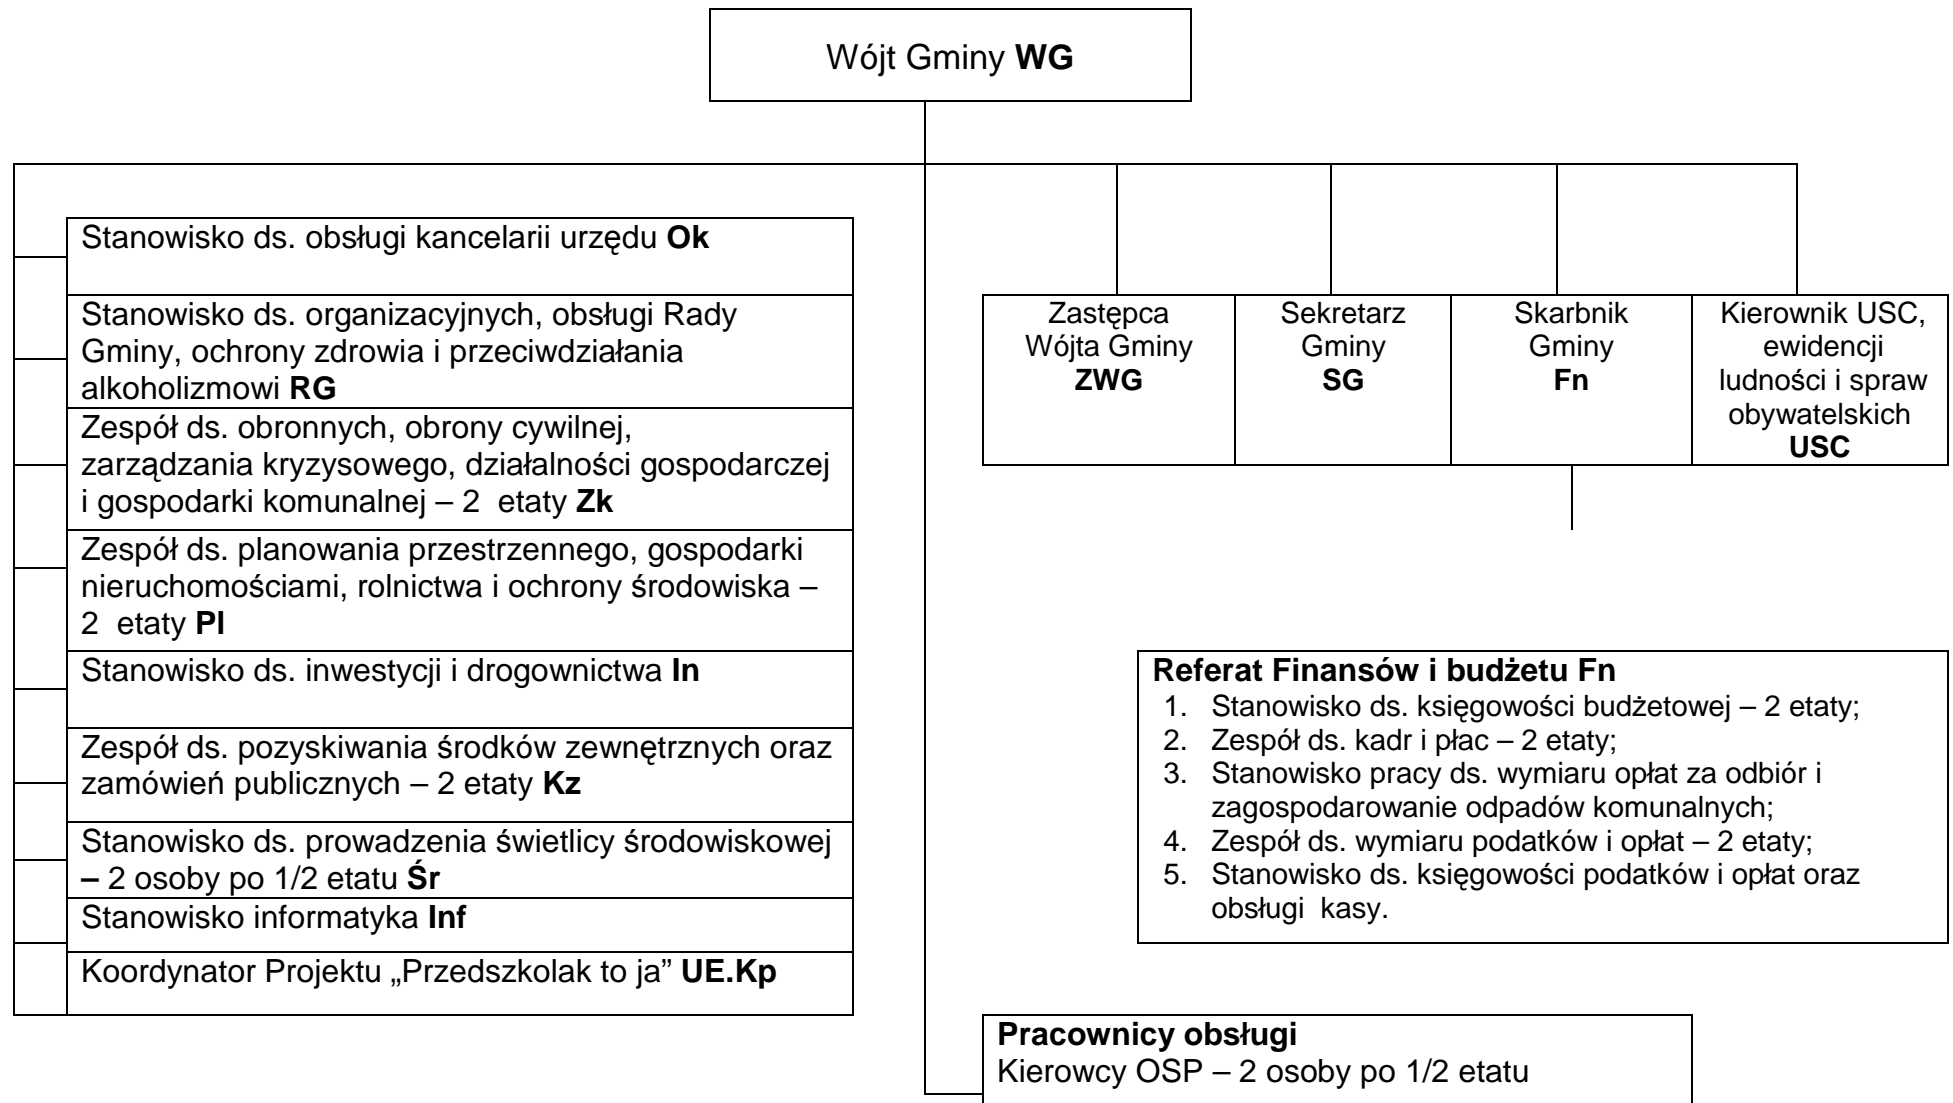 Wójt Gminy WG
Stanowisko ds. obsługi kancelarii urzędu Ok
Stanowisko ds. organizacyjnych, obsługi Rady
Gminy, ochrony zdrowia i przeciwdziałania
alkoholizmowi RG
Zespół ds. obronnych, obrony cywilnej,
zarządzania kryzysowego, działalności gospodarczej
i gospodarki komunalnej – 2 etaty Zk
Zespół ds. planowania przestrzennego, gospodarki
nieruchomościami, rolnictwa i ochrony środowiska –
2 etaty Pl
Stanowisko ds. inwestycji i drogownictwa In
Zespół ds. pozyskiwania środków zewnętrznych oraz
zamówień publicznych – 2 etaty Kz
Stanowisko ds. prowadzenia świetlicy środowiskowej
– 2 osoby po 1/2 etatu Śr
Stanowisko informatyka Inf
Koordynator Projektu „Przedszkolak to ja” UE.Kp
Zastępca
Wójta Gminy
ZWG
Sekretarz
Gminy
SG
Skarbnik
Gminy
Fn
Kierownik USC,
ewidencji
ludności i spraw
obywatelskich
USC
Referat Finansów i budżetu Fn
1. Stanowisko ds. księgowości budżetowej – 2 etaty;
2. Zespół ds. kadr i płac – 2 etaty;
3. Stanowisko pracy ds. wymiaru opłat za odbiór i
zagospodarowanie odpadów komunalnych;
4. Zespół ds. wymiaru podatków i opłat – 2 etaty;
5. Stanowisko ds. księgowości podatków i opłat oraz
obsługi kasy.
Pracownicy obsługi
Kierowcy OSP – 2 osoby po 1/2 etatu